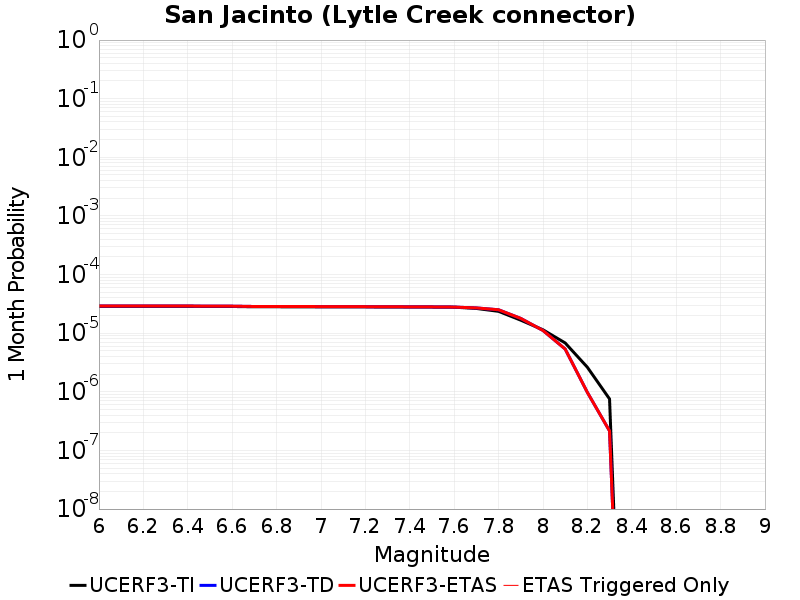 San Jacinto (Lytle Creek connector)
10^0
10^-1
10^-2
10^-3
10^-4
10^-5
10^-6
10^-7
10^-8
1 Month Probability
6 6.2 6.4 6.6 6.8 7 7.2 7.4 7.6 7.8 8 8.2 8.4 8.6 8.8 9
Magnitude
UCERF3-TI UCERF3-TD UCERF3-ETAS ETAS Triggered Only